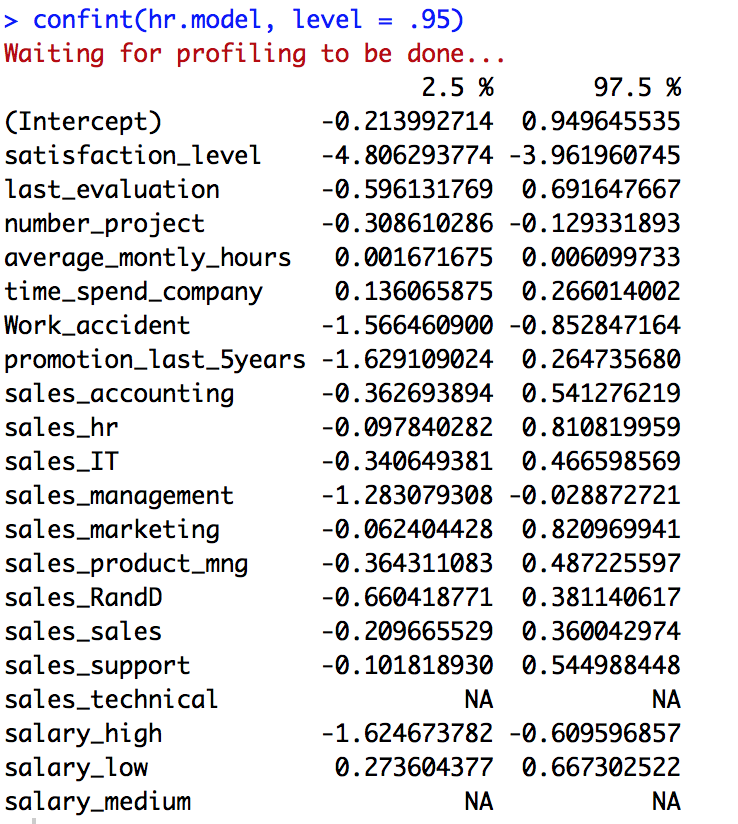 > confint(hr.model, level = .95)
Waiting for profiling to be done...
2.5 % 97.5 %
(Intercept) -0.213992714 0.949645535
satisfaction_level -4.806293774 -3.961960745
last_evaluation -0.596131769 0.691647667
number_project -0.308610286 -0.129331893
average_montly_hours 0.001671675 0.006099733
time_spend_company 0.136065875 0.266014002
Work_accident -1.566460900 -0.852847164
promotion_last_5years -1.629109024 0.264735680
sales_accounting -0.362693894 0.541276219
sales_hr -0.097840282 0.810819959
sales_IT -0.340649381 0.466598569
sales_management -1.283079308 -0.028872721
sales_marketing -0.062404428 0.820969941
sales_product_mng -0.364311083 0.487225597
sales_RandD -0.660418771 0.381140617
sales_sales -0.209665529 0.360042974
sales_support -0.101818930 0.544988448
sales_technical NA NA
salary_high -1.624673782 -0.609596857
salary_low 0.273604377 0.667302522
salary_medium NA NA